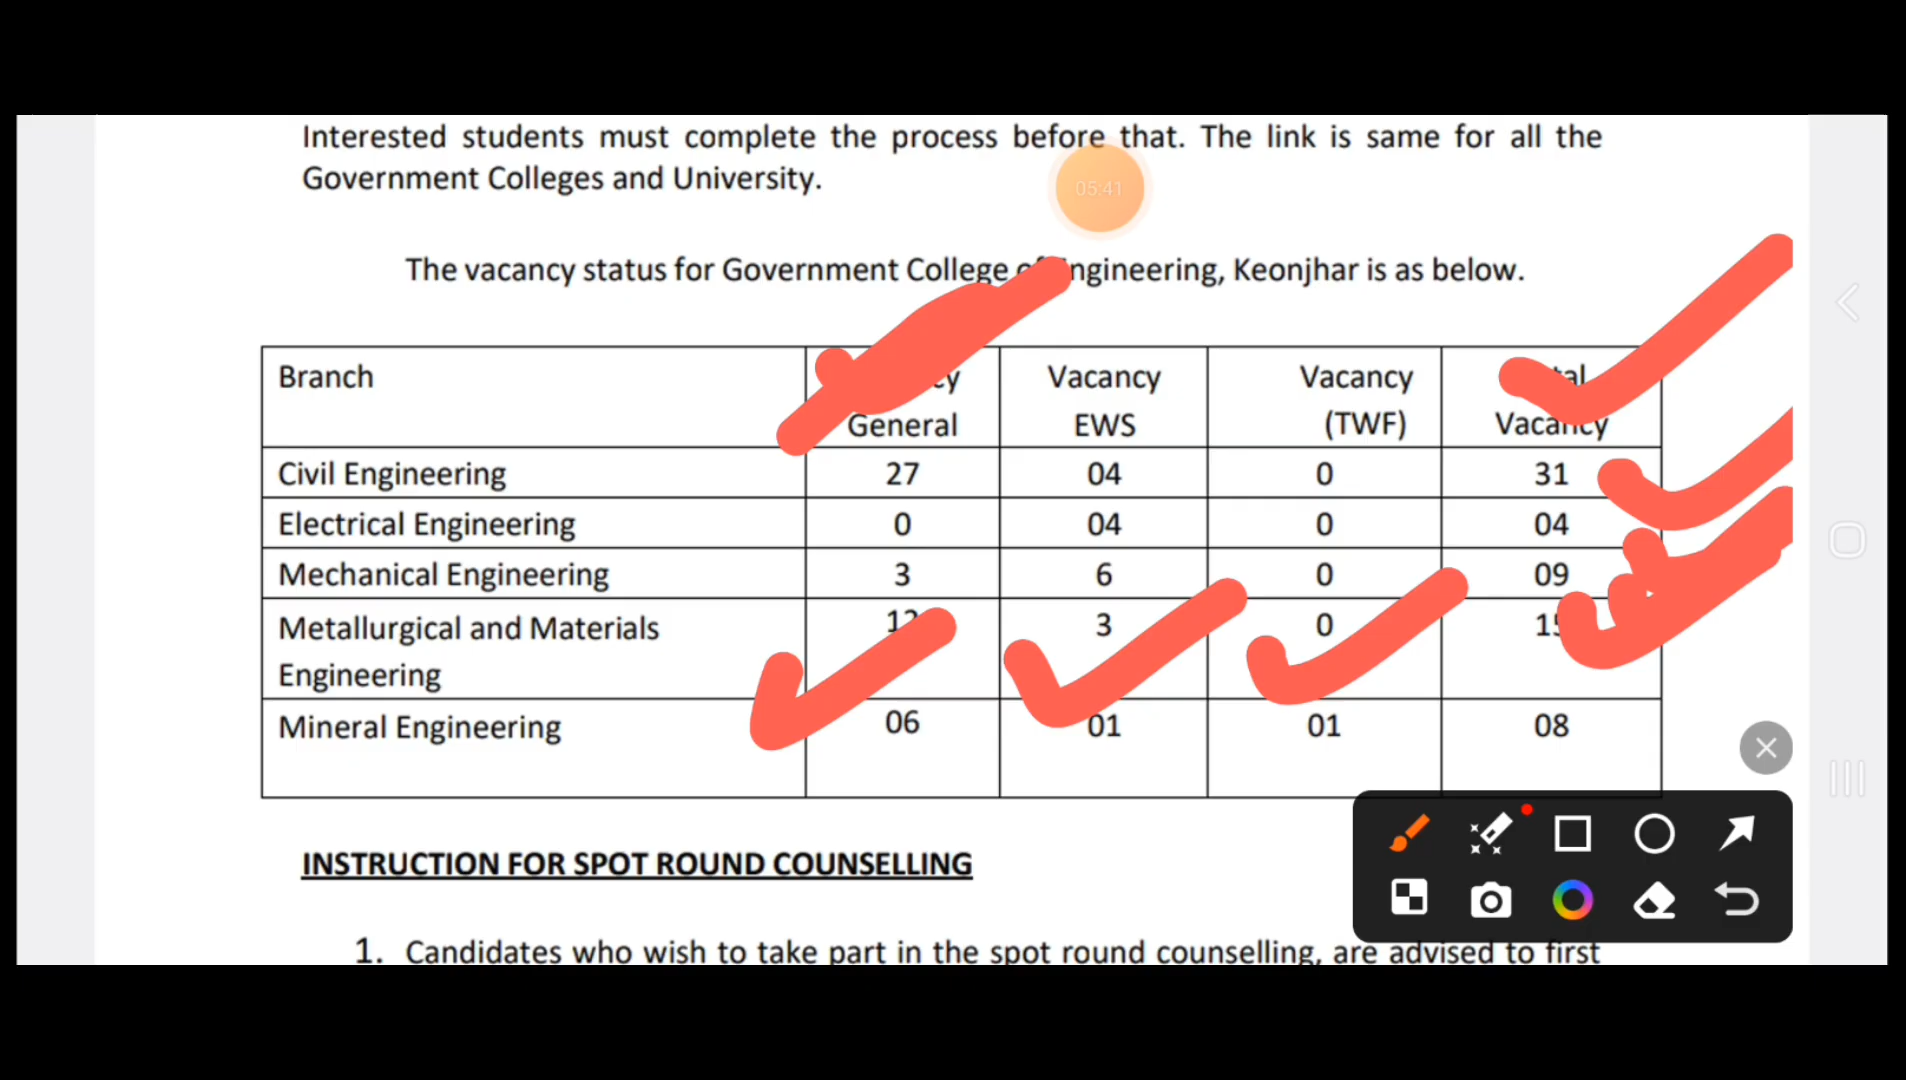 Interested students must complete the process before that. The link is same for all the
Government Colleges and University.
05:41
The vacancy status for Government College Engineering, Keonjhar is as below.
Branch Vacancy Vacancy
General EWS (TWF) Vacancy
Civil Engineering 27 04 0 31
Electrical Engineering 0 04 0 04
Mechanical Engineering 3 6 0 09
Metallurgical and Materials 3 0
Engineering
Mineral Engineering 06 01 01 08
INSTRUCTION FOR SPOT ROUND COUNSELLING
1. Candidates who wish to take part in the spot round counselling, are advised to first